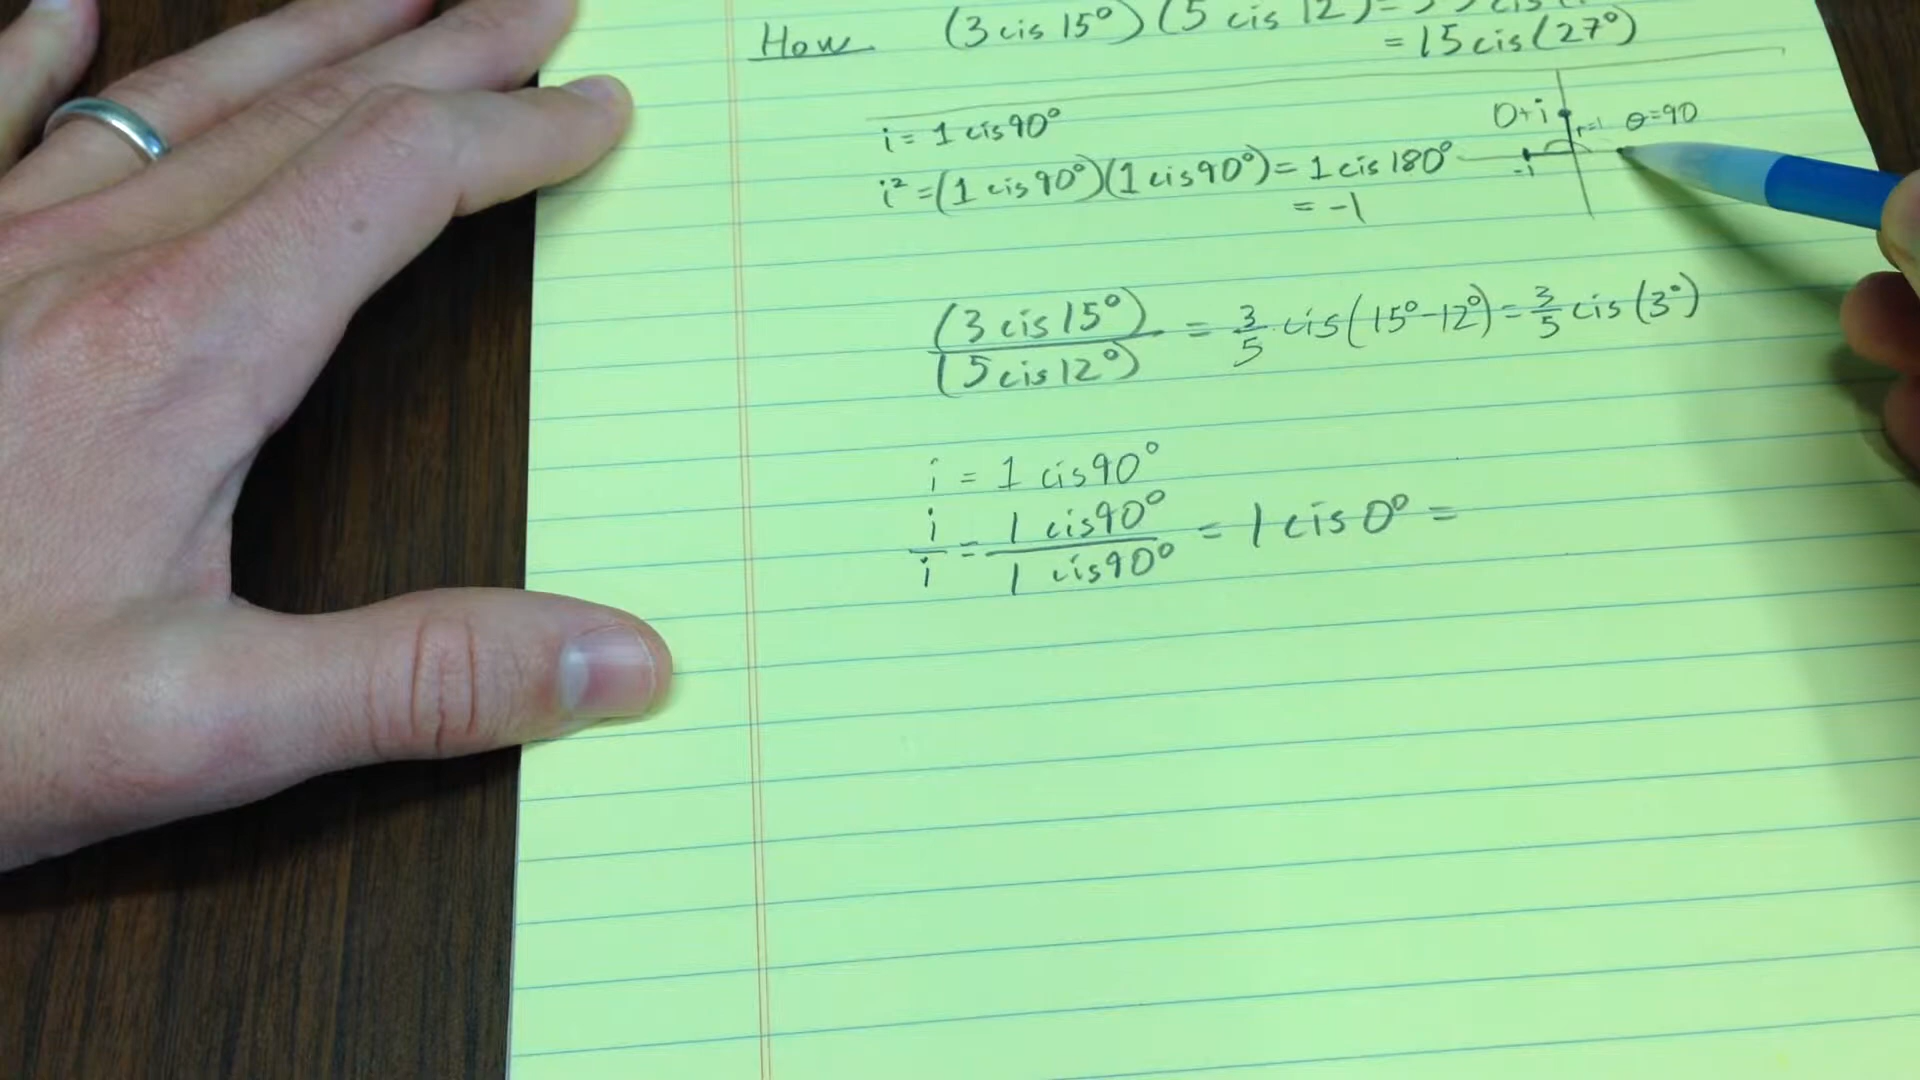 How (3 cis 15°)(5 cis 12°)=
= 15 cis (27°)
i = 1 cis 90°
0+i r=1 θ=90
i² = (1 cis 90°)(1 cis 90°) = 1 cis 180°
-i
= -1
(3 cis 15°) / (5 cis 12°) = 3/5 cis (15° - 12°) = 3/5 cis (3°)
i = 1 cis 90°
i/i = 1 cis 90° / 1 cis 90° = 1 cis 0° =